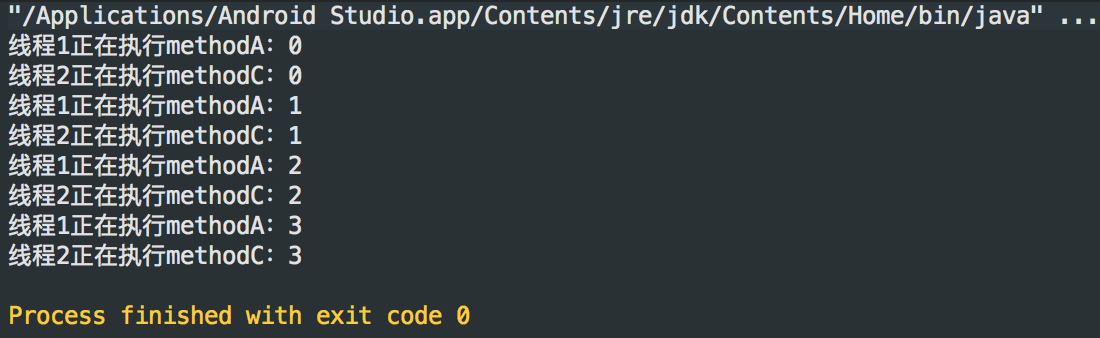 "/Applications/Android Studio.app/Contents/jre/jdk/Contents/Home/bin/java" ...
线程1正在执行methodA：0
线程2正在执行methodC：0
线程1正在执行methodA：1
线程2正在执行methodC：1
线程1正在执行methodA：2
线程2正在执行methodC：2
线程1正在执行methodA：3
线程2正在执行methodC：3
Process finished with exit code 0